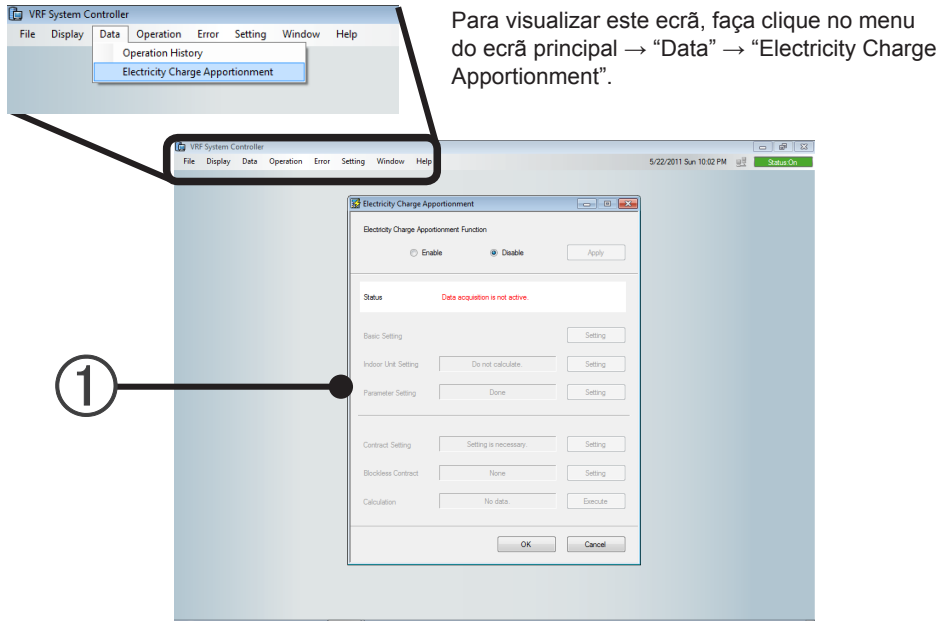 VRF System Controller
File Display Data Operation Error Setting Window Help
Operation History
Electricity Charge Apportionment
Para visualizar este ecrã, faça clique no menu
do ecrã principal → “Data” → “Electricity Charge
Apportionment”.
VRF System Controller
File Display Data Operation Error Setting Window Help 5/22/2011 Sun 10:02 PM Status:On
Electricity Charge Apportionment
Electricity Charge Apportionment Function
Enable Disable Apply
Status Data acquisition is not active.
Basic Setting Setting
Indoor Unit Setting Do not calculate. Setting
Parameter Setting Done Setting
①
Contract Setting Setting is necessary. Setting
Blockless Contract None Setting
Calculation No data. Execute
OK Cancel